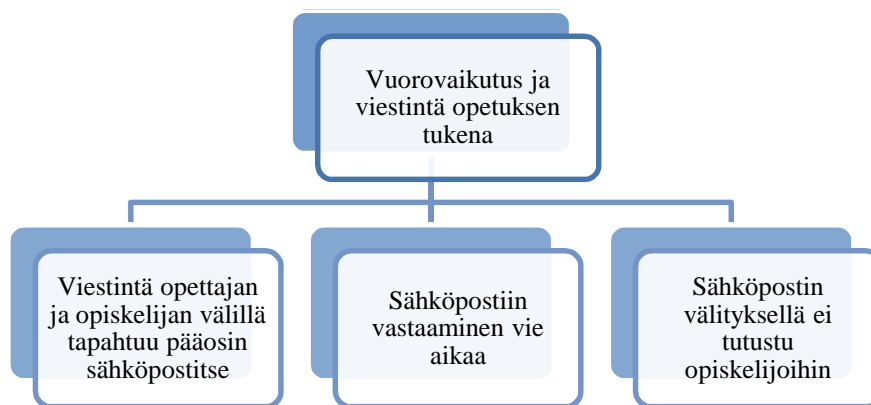 Vuorovaikutus ja
viestintä opetuksen
tukena
Viestintä opettajan
ja opiskelijan välillä
tapahtuu pääosin
sähköpostitse
Sähköpostiin
vastaaminen vie
aikaa
Sähköpostin
välityksellä ei
tutustu
opiskelijoihin